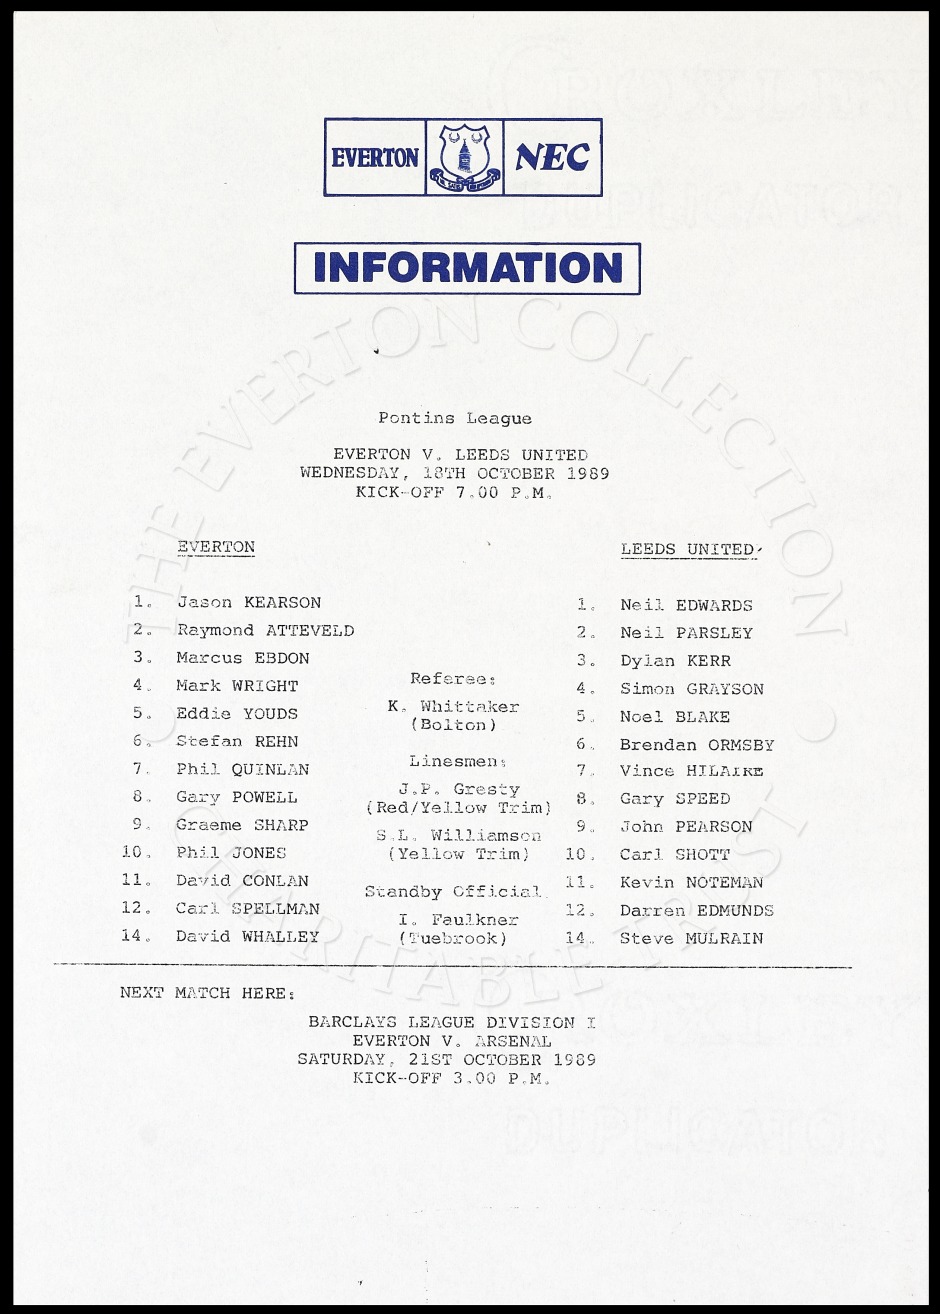 EVERTON NEC
INFORMATION
Pontins League
EVERTON V. LEEDS UNITED
WEDNESDAY, 18TH OCTOBER 1989
KICK-OFF 7.00 P.M.
EVERTON
1. Jason KEARSON
2. Raymond ATTEVELD
3. Marcus EBDON
4. Mark WRIGHT
5. Eddie YOUDS
6. Stefan REHN
7. Phil QUINLAN
8. Gary POWELL
9. Graeme SHARP
10. Phil JONES
11. David CONLAN
12. Carl SPELLMAN
14. David WHALLEY
Referee:
K. Whittaker
(Bolton)
Linesmen:
J.P. Gresty
(Red/Yellow Trim)
S.L. Williamson
(Yellow Trim)
Standby Official
I. Faulkner
(Tuebrook)
LEEDS UNITED
1. Neil EDWARDS
2. Neil PARSLEY
3. Dylan KERR
4. Simon GRAYSON
5. Noel BLAKE
6. Brendan ORMSBY
7. Vince HILAIRE
8. Gary SPEED
9. John PEARSON
10. Carl SHOTT
11. Kevin NOTEMAN
12. Darren EDMUNDS
14. Steve MULRAIN
NEXT MATCH HERE:
BARCLAYS LEAGUE DIVISION I
EVERTON V. ARSENAL
SATURDAY, 21ST OCTOBER 1989
KICK-OFF 3.00 P.M.
THE EVERTON COLLECTION
CHARITABLE TRUST